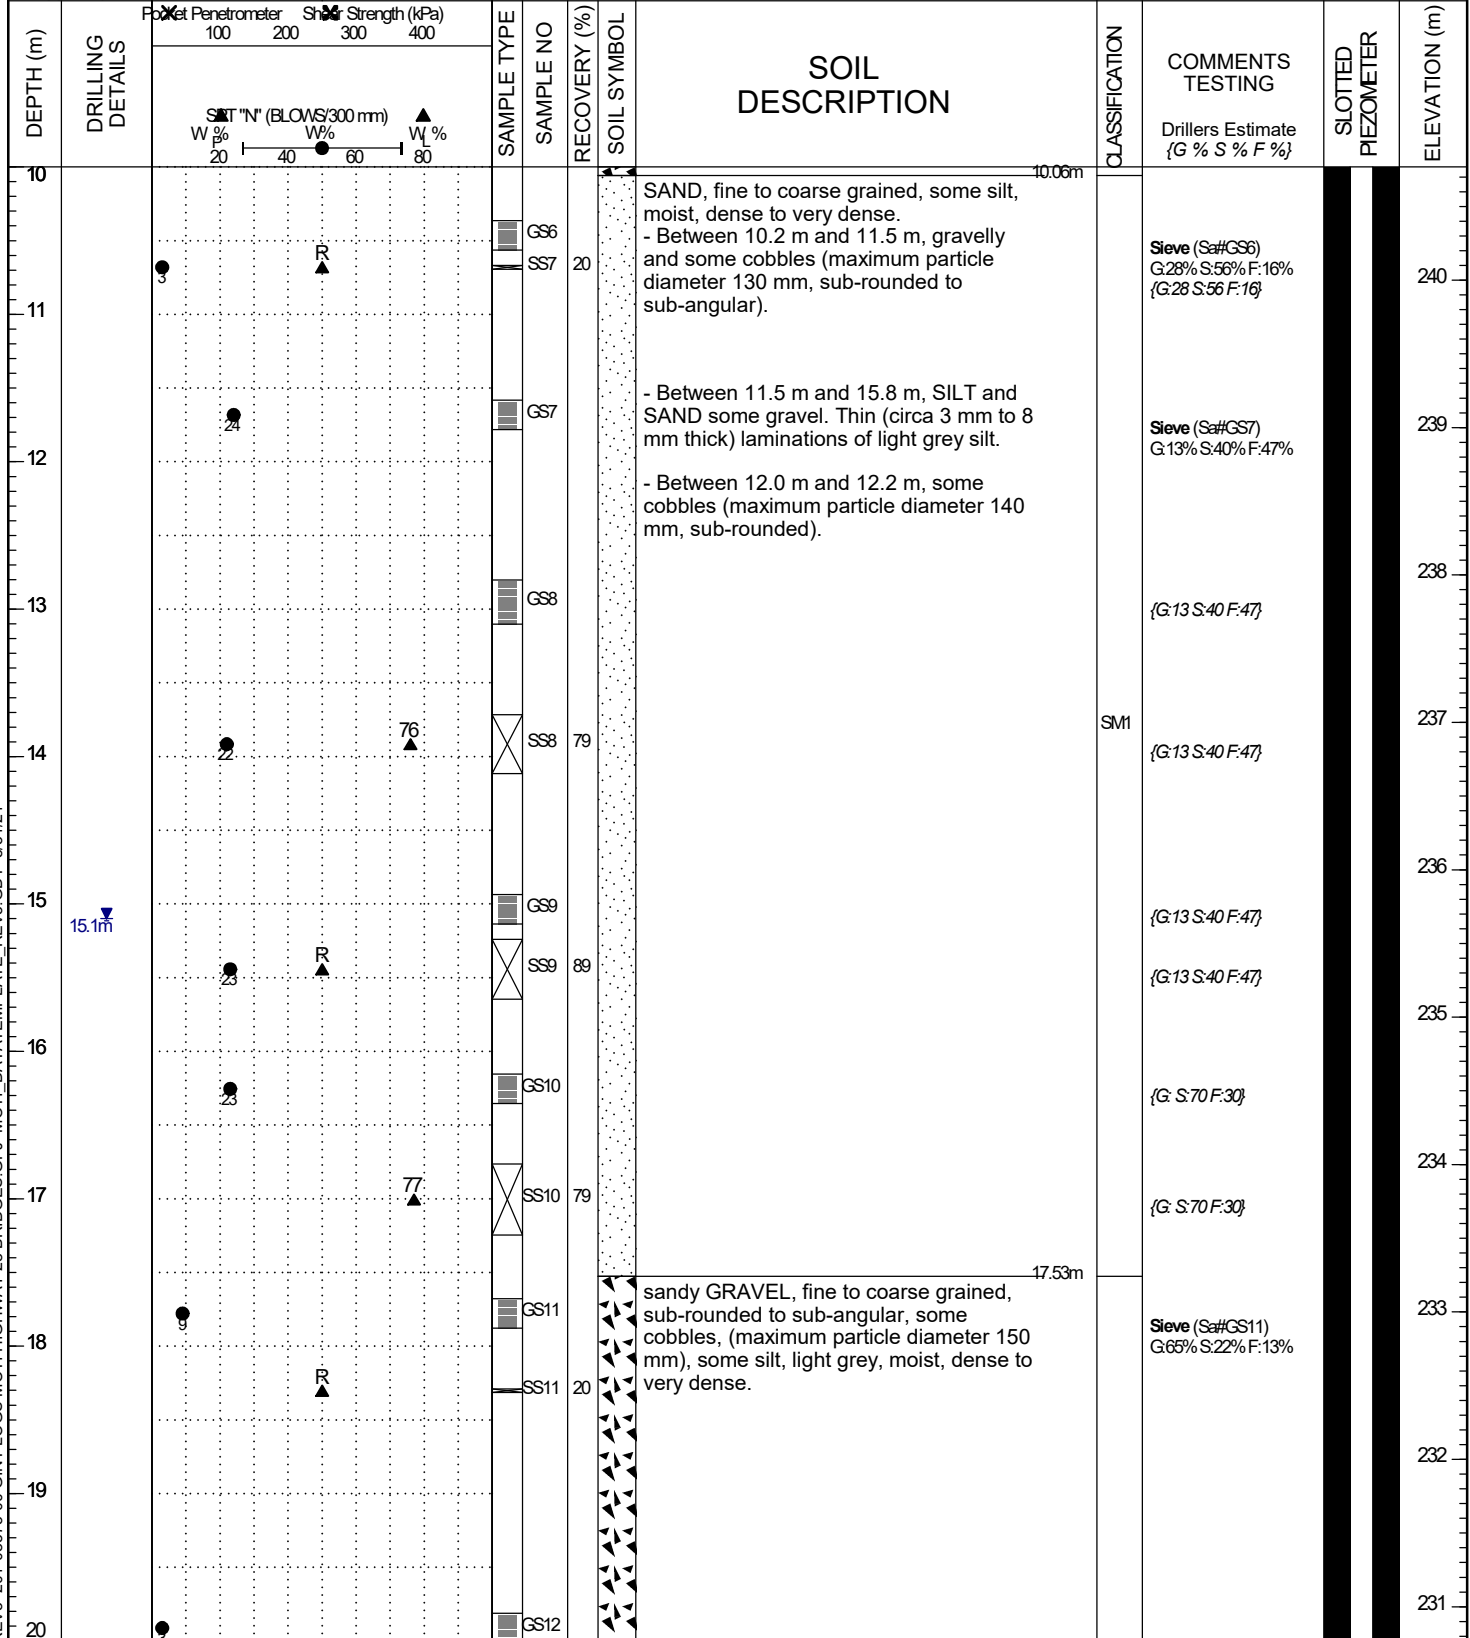 Pocket Penetrometer Shear Strength (kPa)
100 200 300 400
DEPTH (m)
DRILLING
DETAILS
SPT "N" (BLOWS/300 mm)
W % W% W %
P L
20 40 60 80
SAMPLE TYPE
SAMPLE NO
RECOVERY (%)
SOIL SYMBOL
SOIL
DESCRIPTION
CLASSIFICATION
COMMENTS
TESTING
Drillers Estimate
{G % S % F %}
SLOTTED
PIEZOMETER
ELEVATION (m)
10
10.06m
SAND, fine to coarse grained, some silt,
moist, dense to very dense.
- Between 10.2 m and 11.5 m, gravelly
and some cobbles (maximum particle
diameter 130 mm, sub-rounded to
sub-angular).
GS6
R
3
SS7 20
Sieve (Sa#GS6)
G:28% S:56% F:16%
{G:28 S:56 F:16}
240
11
- Between 11.5 m and 15.8 m, SILT and
SAND some gravel. Thin (circa 3 mm to 8
mm thick) laminations of light grey silt.
24
GS7
Sieve (Sa#GS7)
G:13% S:40% F:47%
239
12
- Between 12.0 m and 12.2 m, some
cobbles (maximum particle diameter 140
mm, sub-rounded).
238
GS8
13
{G:13 S:40 F:47}
237
SM1
76
22
SS8 79
14
{G:13 S:40 F:47}
236
15
15.1m
GS9
{G:13 S:40 F:47}
R
23
SS9 89
{G:13 S:40 F:47}
235
16
23
GS10
{G: S:70 F:30}
234
77
17
SS10 79
{G: S:70 F:30}
17.53m
sandy GRAVEL, fine to coarse grained,
sub-rounded to sub-angular, some
cobbles, (maximum particle diameter 150
mm), some silt, light grey, moist, dense to
very dense.
9
GS11
233
18
Sieve (Sa#GS11)
G:65% S:22% F:13%
R
SS11 20
232
19
231
20
GS12